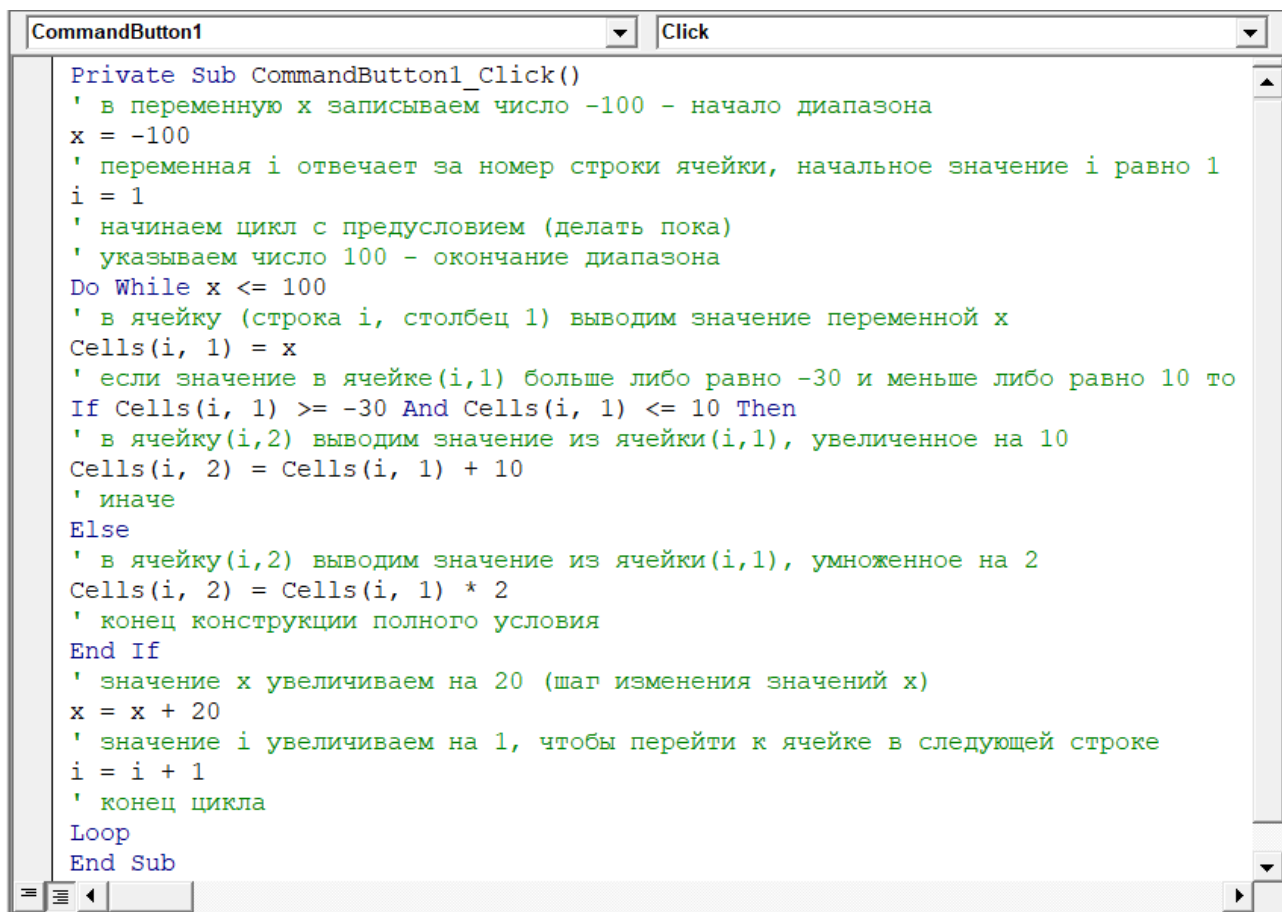 CommandButton1 Click
Private Sub CommandButton1_Click()
' в переменную x записываем число -100 - начало диапазона
x = -100
' переменная i отвечает за номер строки ячейки, начальное значение i равно 1
i = 1
' начинаем цикл с предусловием (делать пока)
' указываем число 100 - окончание диапазона
Do While x <= 100
' в ячейку (строка i, столбец 1) выводим значение переменной x
Cells(i, 1) = x
' если значение в ячейке(i,1) больше либо равно -30 и меньше либо равно 10 то
If Cells(i, 1) >= -30 And Cells(i, 1) <= 10 Then
' в ячейку(i,2) выводим значение из ячейки(i,1), увеличенное на 10
Cells(i, 2) = Cells(i, 1) + 10
' иначе
Else
' в ячейку(i,2) выводим значение из ячейки(i,1), умноженное на 2
Cells(i, 2) = Cells(i, 1) * 2
' конец конструкции полного условия
End If
' значение x увеличиваем на 20 (шаг изменения значений x)
x = x + 20
' значение i увеличиваем на 1, чтобы перейти к ячейке в следующей строке
i = i + 1
' конец цикла
Loop
End Sub